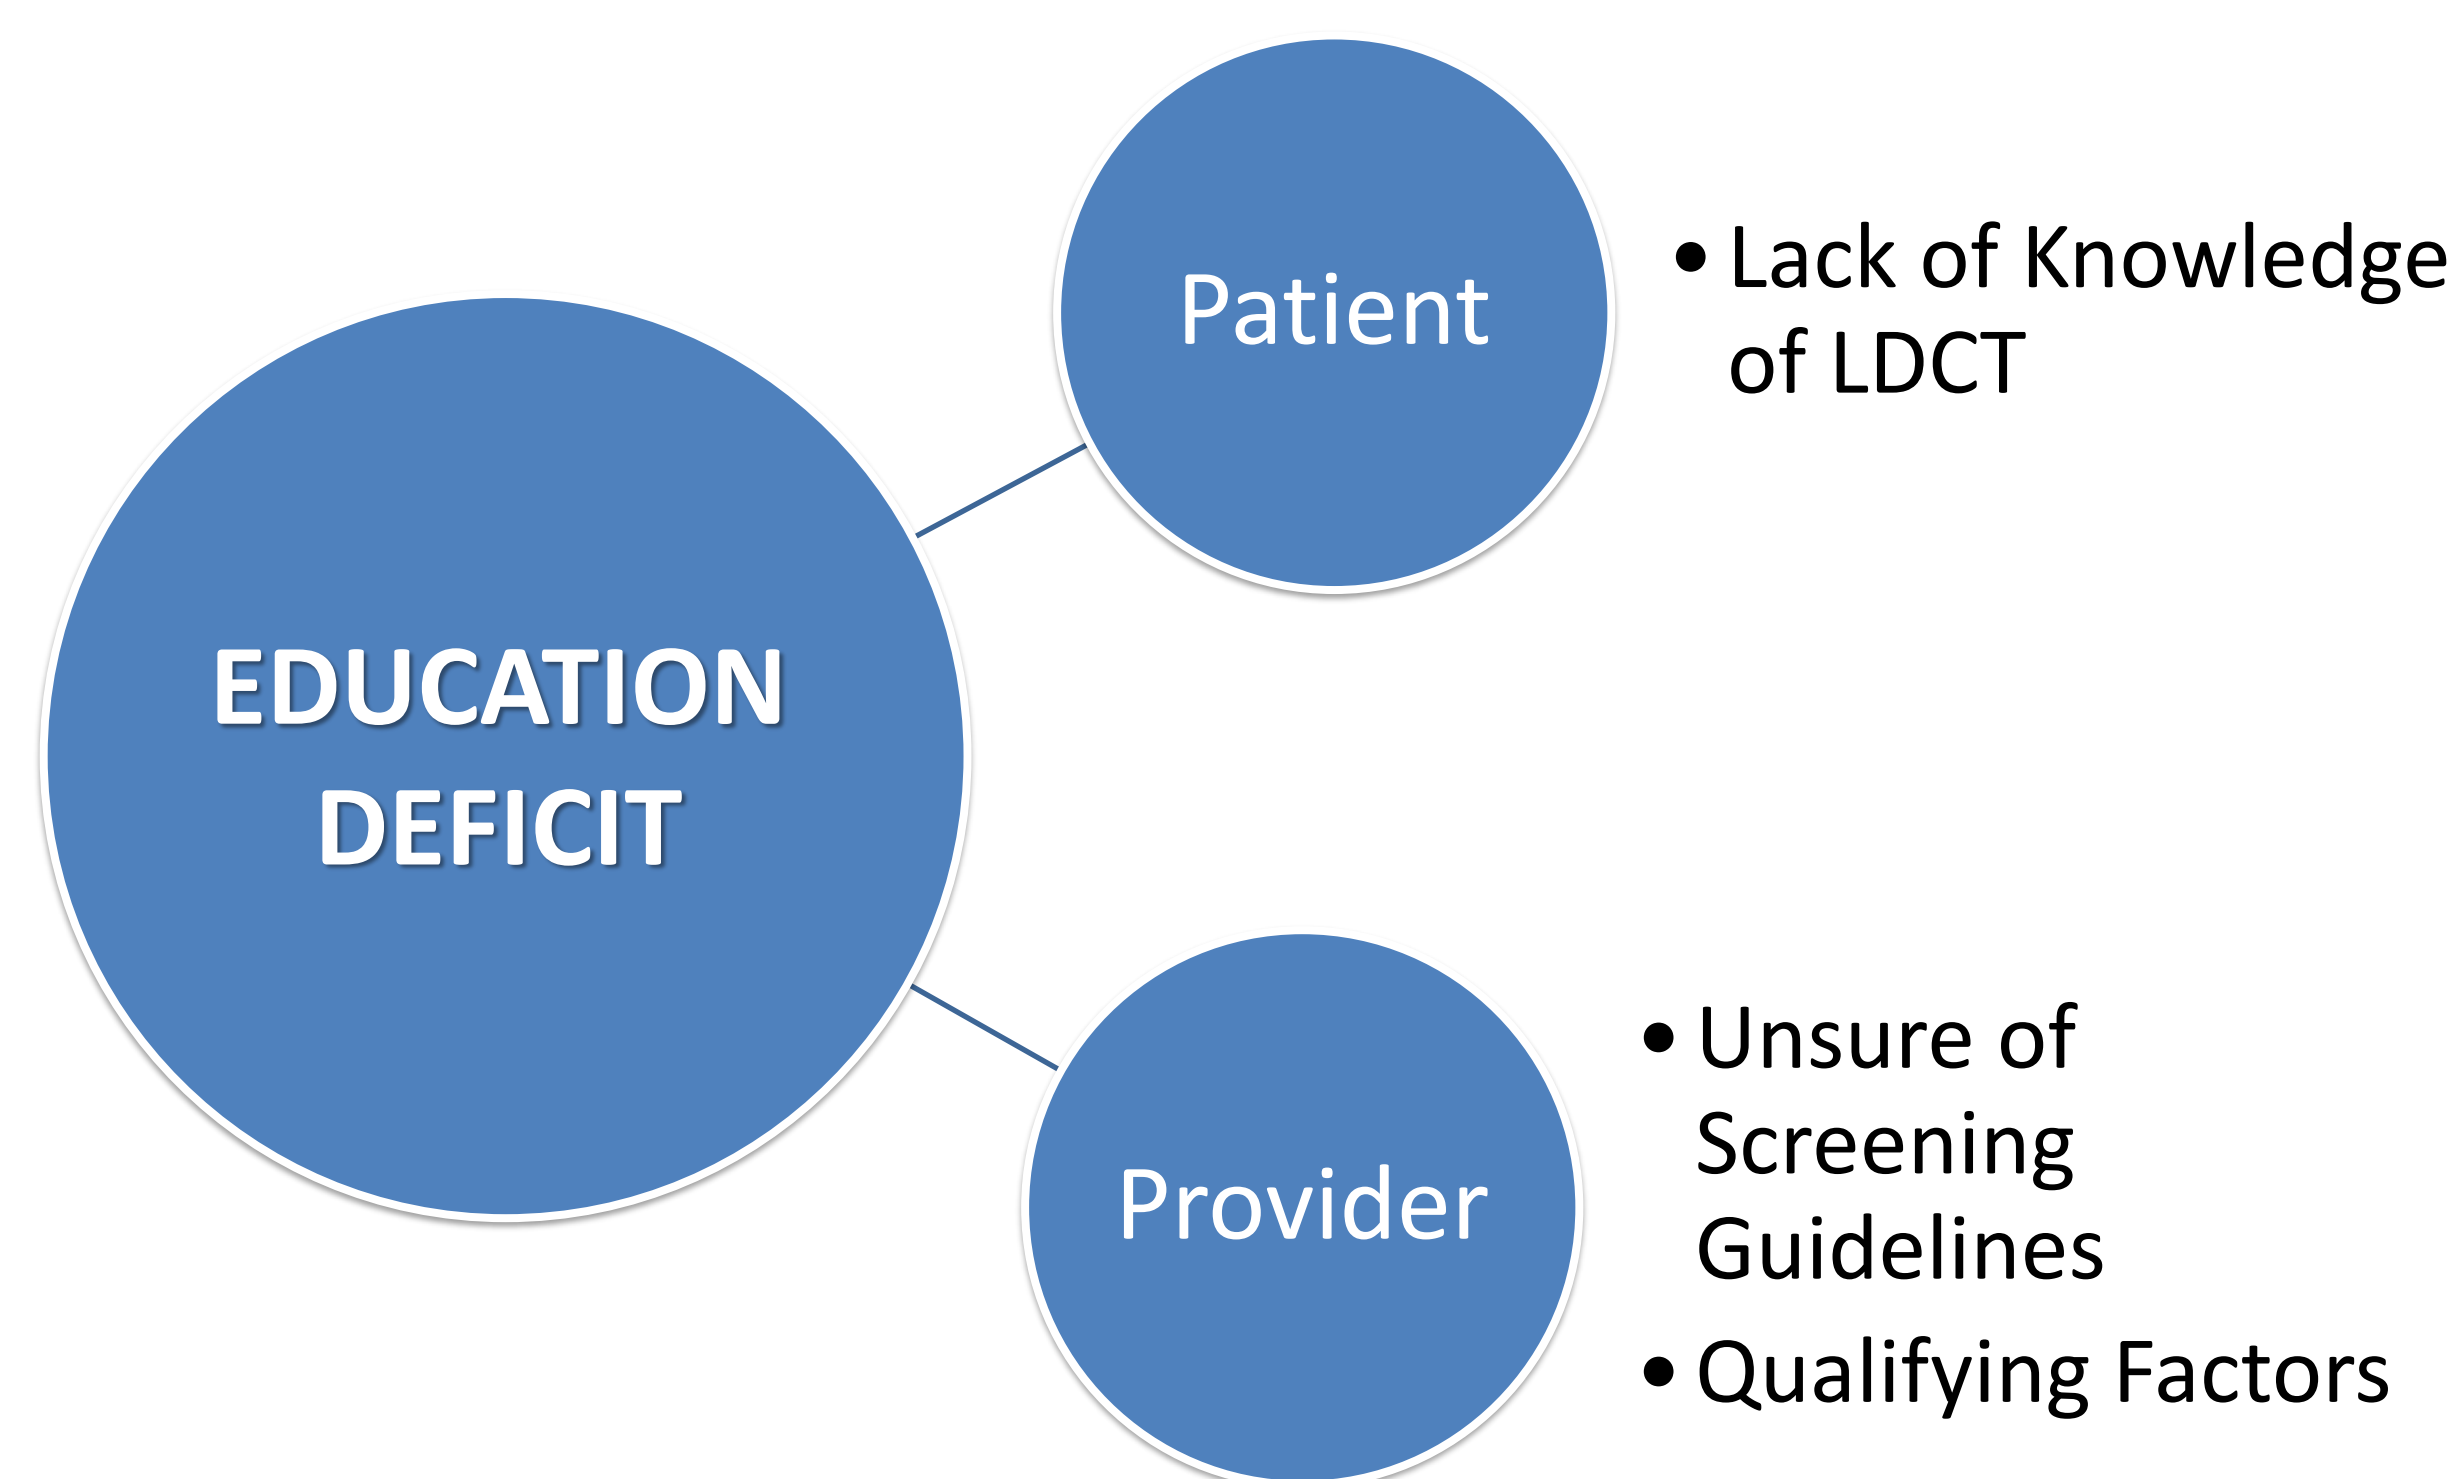 EDUCATION
DEFICIT
Patient
• Lack of Knowledge
of LDCT
Provider
• Unsure of
Screening
Guidelines
• Qualifying Factors